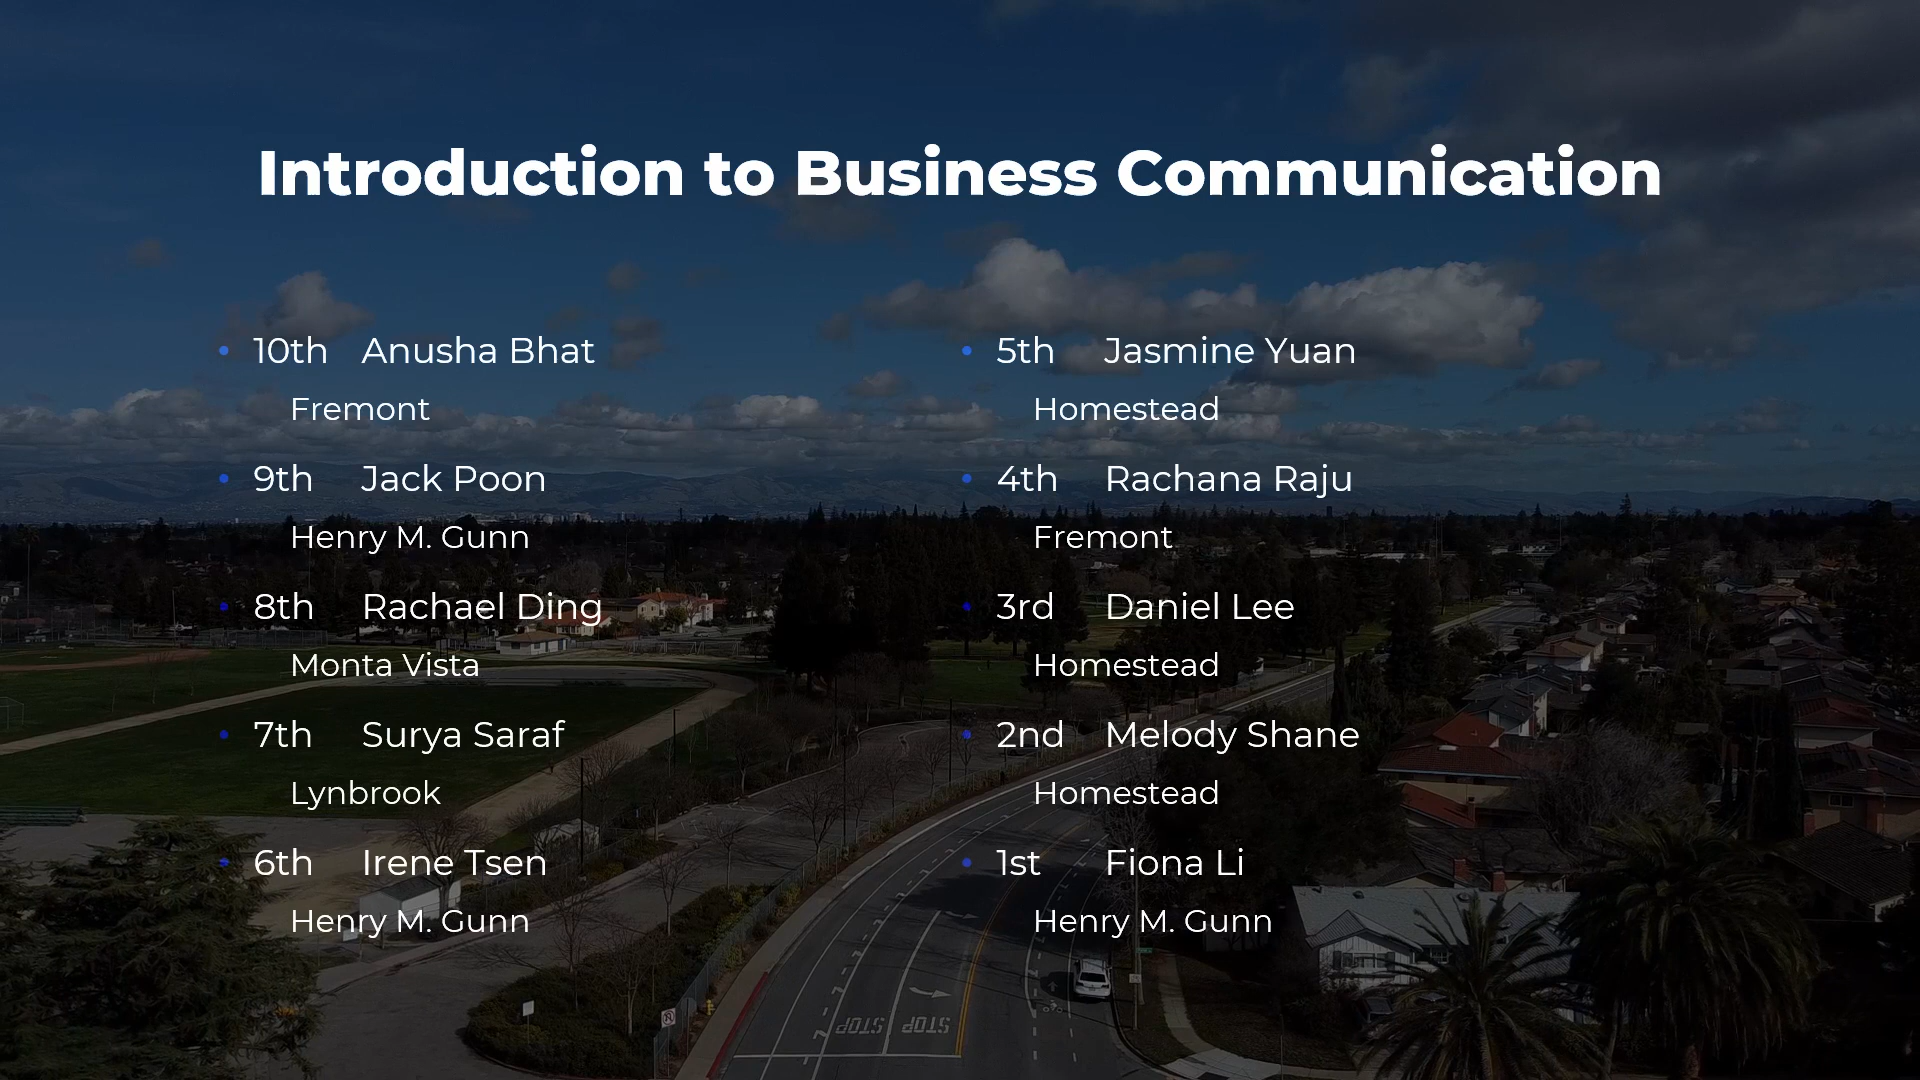 Introduction to Business Communication
10th Anusha Bhat
Fremont
9th Jack Poon
Henry M. Gunn
8th Rachael Ding
Monta Vista
7th Surya Saraf
Lynbrook
6th Irene Tsen
Henry M. Gunn
5th Jasmine Yuan
Homestead
4th Rachana Raju
Fremont
3rd Daniel Lee
Homestead
2nd Melody Shane
Homestead
1st Fiona Li
Henry M. Gunn
STOP STOP